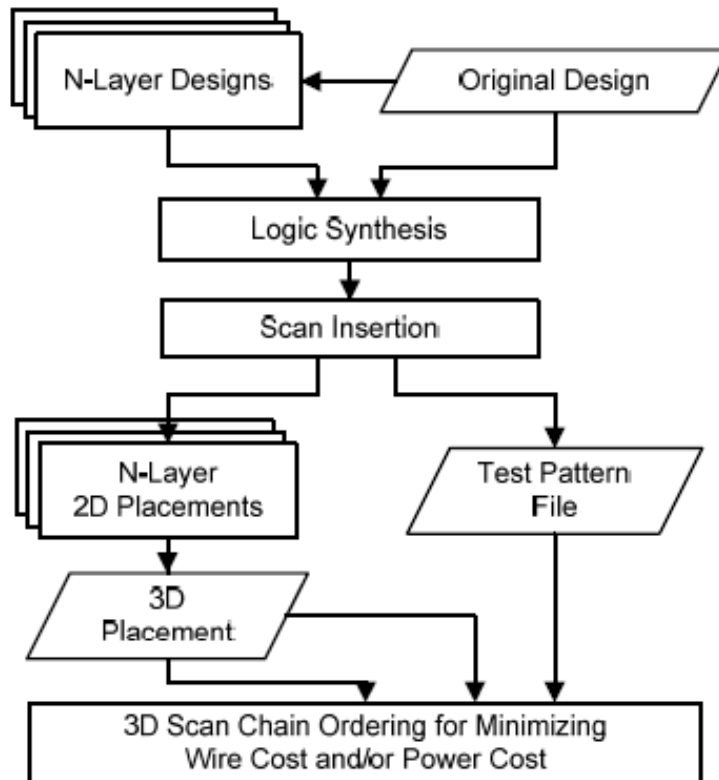 N-Layer Designs
Original Design
Logic Synthesis
Scan Insertion
N-Layer
2D Placements
Test Pattern
File
3D
Placement
3D Scan Chain Ordering for Minimizing
Wire Cost and/or Power Cost